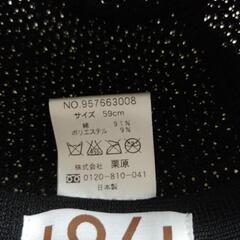 NO.957663008
サイズ 59cm
綿 91%
ポリエステル 9%
株式会社 栗原
0120-810-041
日本製